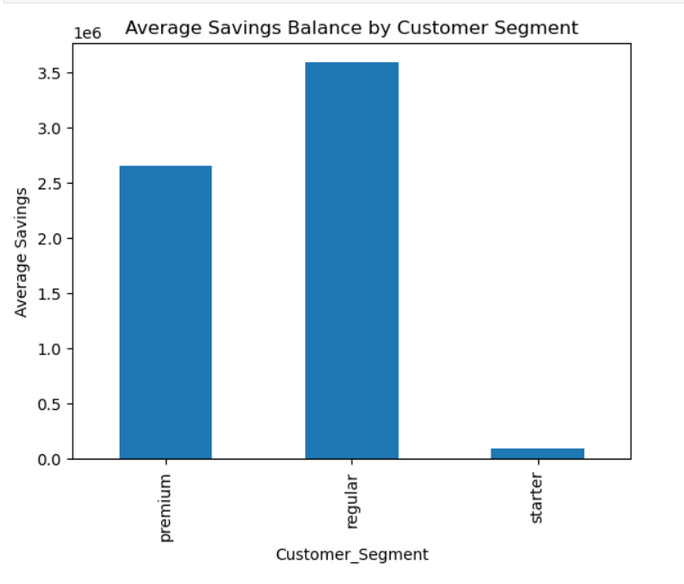 Average Savings Balance by Customer Segment
1e6
3.5
3.0
2.5
2.0
1.5
1.0
0.5
0.0
Average Savings
premium
regular
starter
Customer_Segment